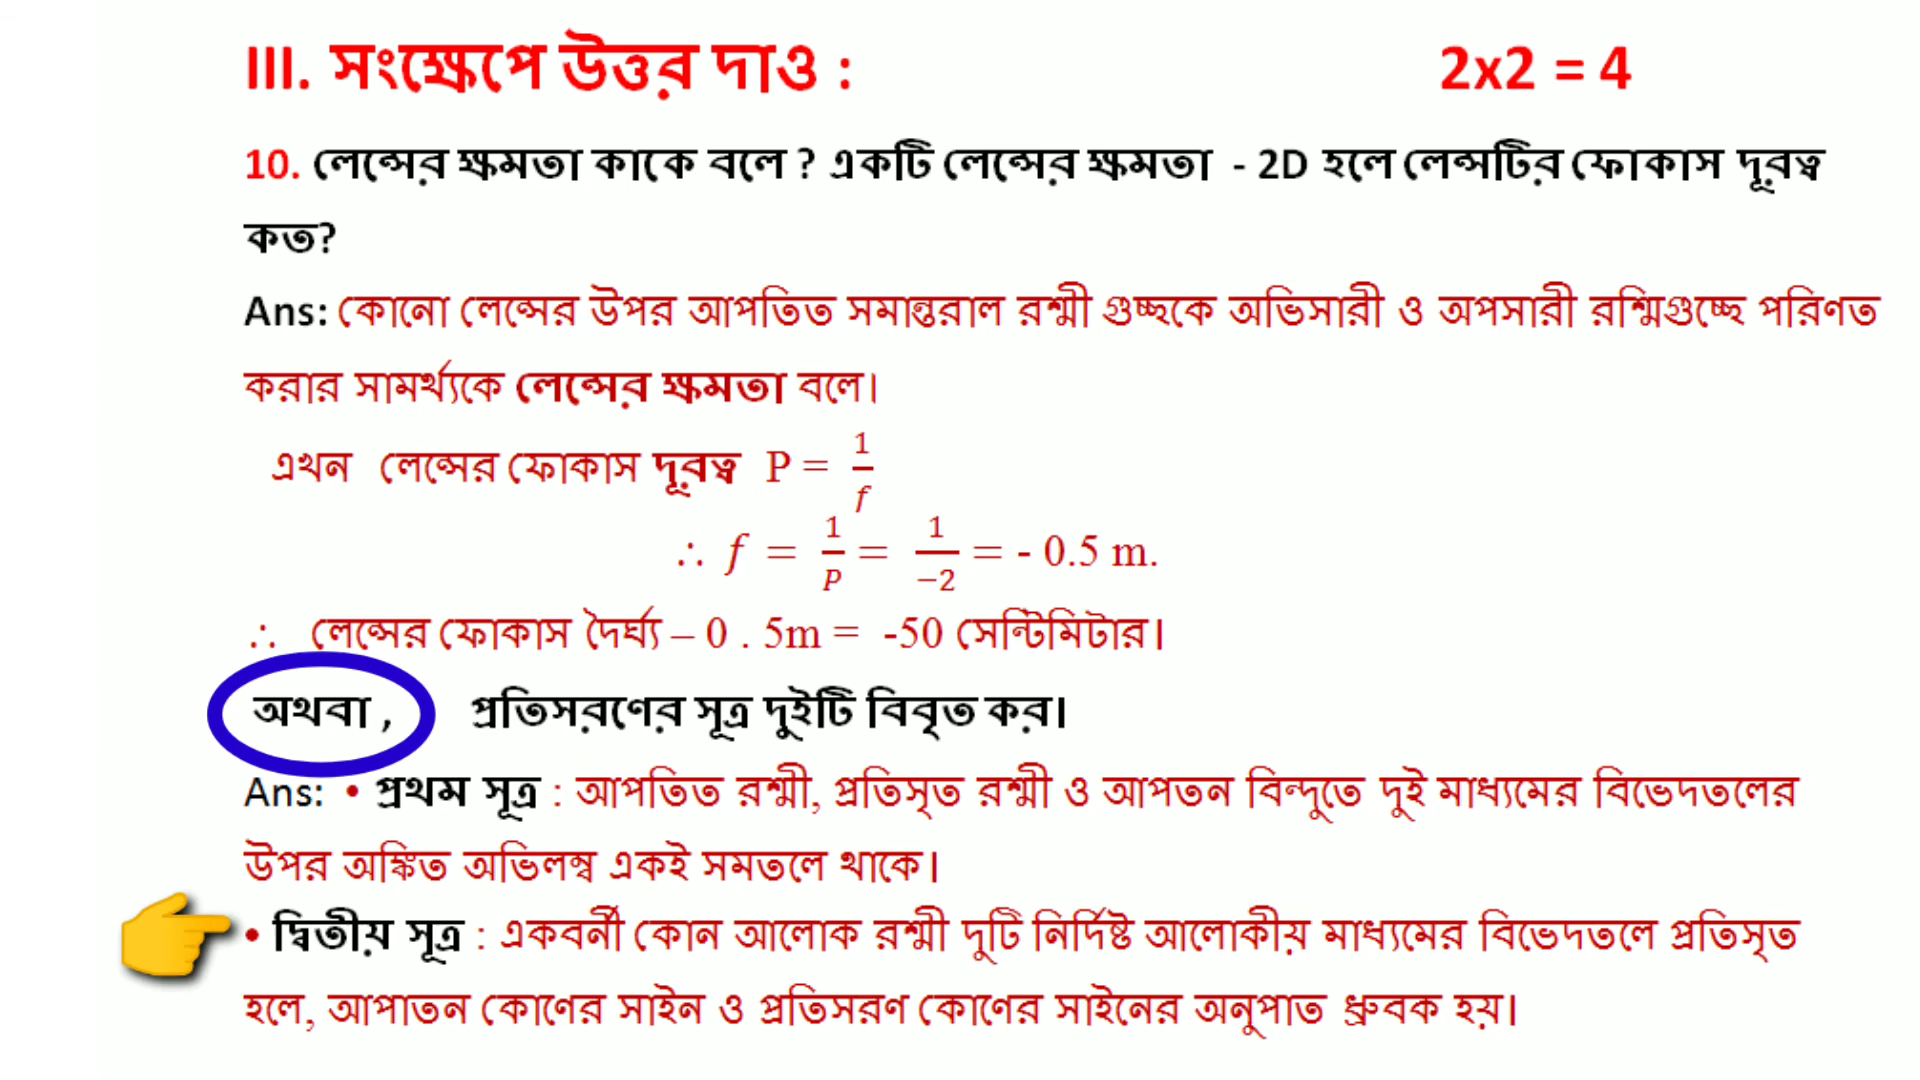 III. সংক্ষেপে উত্তর দাও : 2x2 = 4
10. লেন্সের ক্ষমতা কাকে বলে ? একটি লেন্সের ক্ষমতা - 2D হলে লেন্সটির ফোকাস দূরত্ব
কত?
Ans: কোনো লেন্সের উপর আপতিত সমান্তরাল রশ্মী গুচ্ছকে অভিসারী ও অপসারী রশ্মিগুচ্ছে পরিণত
করার সামর্থ্যকে লেন্সের ক্ষমতা বলে।
এখন লেন্সের ফোকাস দূরত্ব P = 1/f
∴ f = 1/P = 1/−2 = - 0.5 m.
∴ লেন্সের ফোকাস দৈর্ঘ্য – 0 . 5m = -50 সেন্টিমিটার।
অথবা , প্রতিসরণের সূত্র দুইটি বিবৃত কর।
Ans: • প্রথম সূত্র : আপতিত রশ্মী, প্রতিসৃত রশ্মী ও আপতন বিন্দুতে দুই মাধ্যমের বিভেদতলের
উপর অঙ্কিত অভিলম্ব একই সমতলে থাকে।
• দ্বিতীয় সূত্র : একবর্নী কোন আলোক রশ্মী দুটি নির্দিষ্ট আলোকীয় মাধ্যমের বিভেদতলে প্রতিসৃত
হলে, আপাতন কোণের সাইন ও প্রতিসরণ কোণের সাইনের অনুপাত ধ্রুবক হয়।